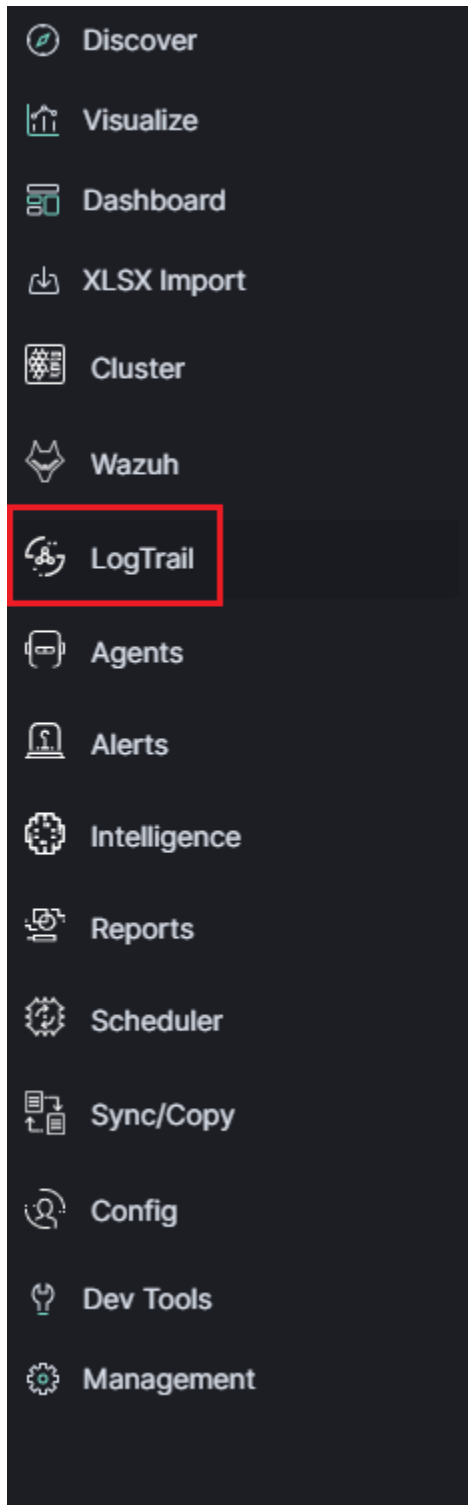 Discover
Visualize
Dashboard
XLSX Import
Cluster
Wazuh
LogTrail
Agents
Alerts
Intelligence
Reports
Scheduler
Sync/Copy
Config
Dev Tools
Management